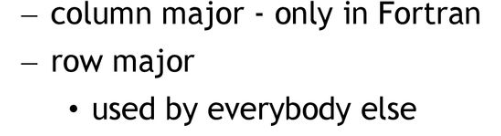 – column major - only in Fortran
– row major
• used by everybody else